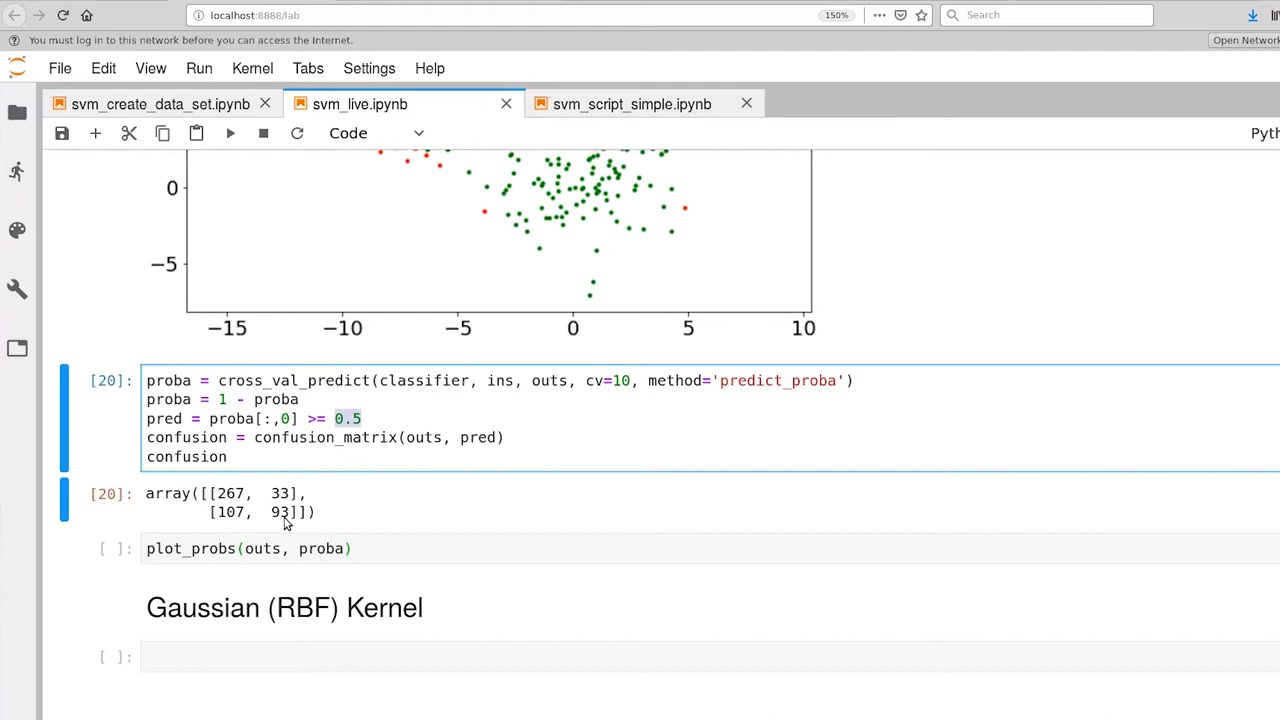 localhost:8888/lab
150%
Search
You must log in to this network before you can access the Internet.
Open Network
File Edit View Run Kernel Tabs Settings Help
svm_create_data_set.ipynb
svm_live.ipynb
svm_script_simple.ipynb
Code
Pyth
0
−5
−15 −10 −5 0 5 10
[20]: proba = cross_val_predict(classifier, ins, outs, cv=10, method='predict_proba')
proba = 1 - proba
pred = proba[:,0] >= 0.5
confusion = confusion_matrix(outs, pred)
confusion
[20]: array([[267, 33],
[107, 93]])
[ ]: plot_probs(outs, proba)
Gaussian (RBF) Kernel
[ ]: